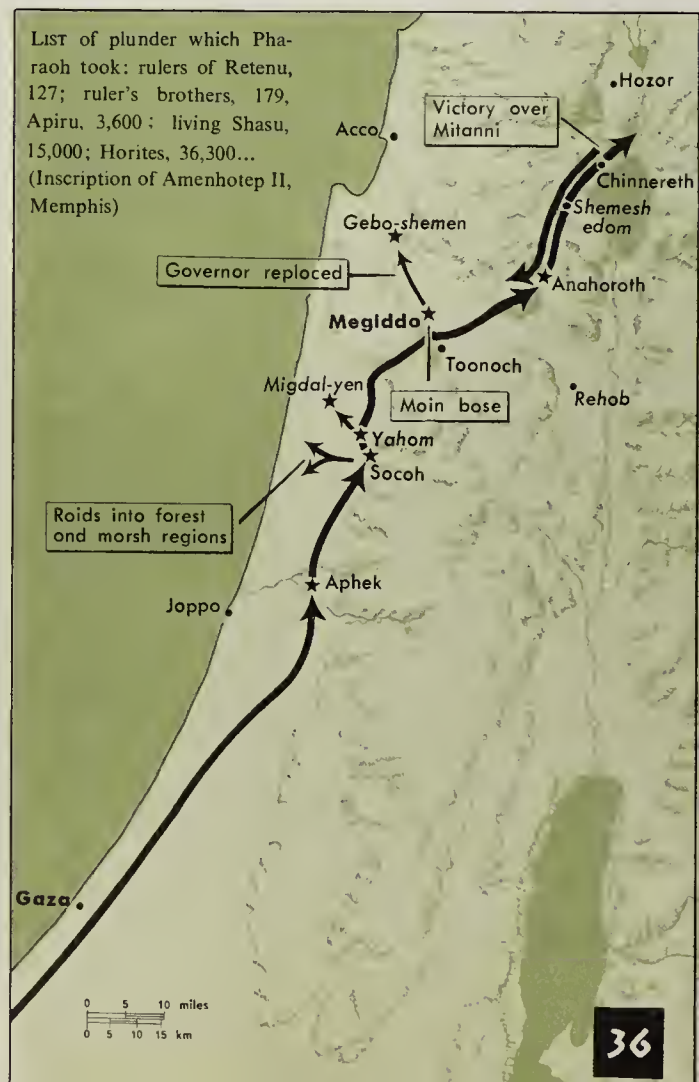 LIST of plunder which Pha-
raoh took: rulers of Retenu,
127; ruler's brothers, 179,
Apiru, 3,600; living Shasu,
15,000; Horites, 36,300...
(Inscription of Amenhotep II,
Memphis)
Hozor
Victory over
Mitanni
Acco
Chinnereth
Shemesh
edom
Gebo-shemen
Governor reploced
Anahoroth
Megiddo
Toonoch
Migdal-yen
Moin bose
Rehob
Yahom
Socoh
Roids into forest
ond morsh regions
Aphek
Joppo
Gaza
0 5 10 miles
0 5 10 15 km
36